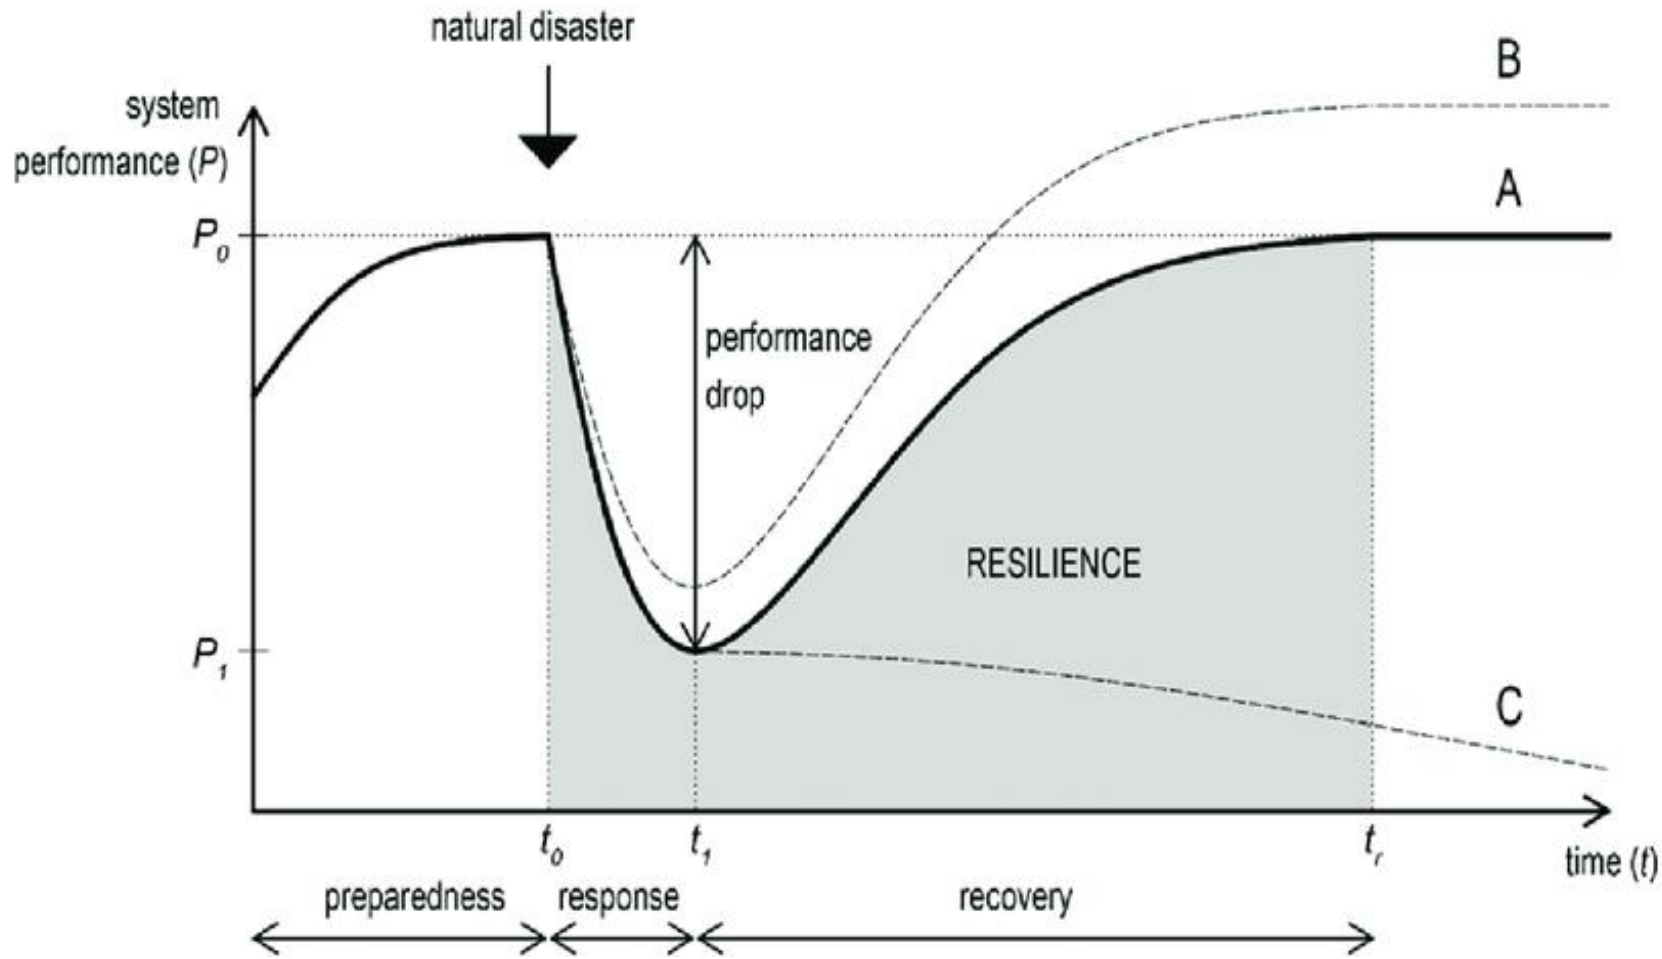 natural disaster
B
system
performance (P)
A
P0
performance
drop
RESILIENCE
P1
C
t0
t1
tr
time (t)
preparedness
response
recovery